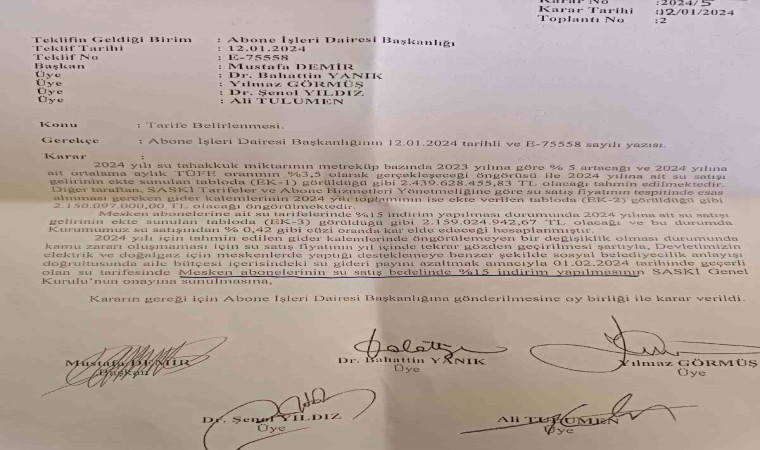 Karar No :2024/5
Karar Tarihi :12/01/2024
Toplantı No :2
Teklifin Geldiği Birim : Abone İşleri Dairesi Başkanlığı
Teklif Tarihi : 12.01.2024
Teklif No : E-75558
Başkan : Mustafa DEMİR
Üye : Dr. Bahattin YANIK
Üye : Yılmaz GÖRMÜŞ
Üye : Dr. Şenol YILDIZ
Üye : Ali TULUMEN
Konu : Tarife Belirlenmesi.
Gerekçe : Abone İşleri Dairesi Başkanlığının 12.01.2024 tarihli ve E-75558 sayılı yazısı.
Karar :
2024 yılı su tahakkuk miktarının metreküp bazında 2023 yılına göre % 5 artacağı ve 2024 yılına
ait ortalama aylık TÜFE oranının %3,5 olarak gerçekleşeceği öngörüsü ile 2024 yılına ait su satışı
gelirinin ekte sunulan tabloda (EK-1) görüldüğü gibi 2.439.628.455,83 TL olacağı tahmin edilmektedir.
Diğer taraftan, SASKİ Tarifeler ve Abone Hizmetleri Yönetmeliğine göre su satış fiyatının tespitinde esas
alınması gereken gider kalemlerinin 2024 yılı toplamının ise ekte verilen tabloda (EK-2) görüldüğü gibi
2.150.097.000,00 TL olacağı öngörülmektedir.
Mesken abonelerine ait su tarifelerinde %15 indirim yapılması durumunda 2024 yılına ait su satışı
gelirinin ekte sunulan tabloda (EK-3) görüldüğü gibi 2.159.024.942,67 TL olacağı ve bu durumda
Kurumumuz su satışından % 0,42 gibi cüzi oranda kar elde edeceği hesaplanmıştır.
2024 yılı için tahmin edilen gider kalemlerinde öngörülemeyen bir değişiklik olması durumunda
kamu zararı oluşmaması için su satış fiyatının yıl içinde tekrar gözden geçirilmesi şartıyla, Devletimizin
elektrik ve doğalgaz için meskenlerde yaptığı desteklemeye benzer şekilde sosyal belediyecilik anlayışı
doğrultusunda aile bütçesi içerisindeki su gideri payını azaltmak amacıyla 01.02.2024 tarihinde geçerli
olan su tarifesinde Mesken abonelerinin su satış bedelinde %15 indirim yapılmasının SASKİ Genel
Kurulu'nun onayına sunulmasına,
Kararın gereği için Abone İşleri Dairesi Başkanlığına gönderilmesine oy birliği ile karar verildi.
Mustafa DEMİR
Başkan
Dr. Bahattin YANIK
Üye
Yılmaz GÖRMÜŞ
Üye
Dr. Şenol YILDIZ
Üye
Ali TULUMEN
Üye